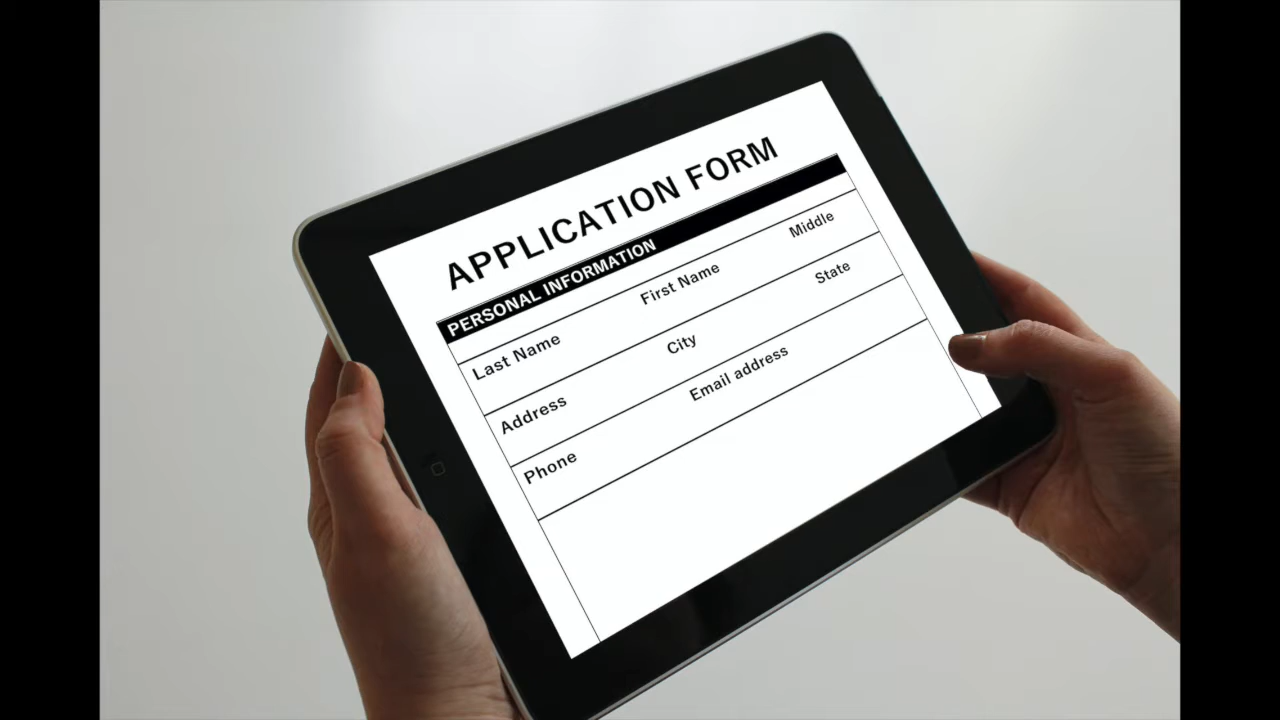 APPLICATION FORM
PERSONAL INFORMATION
Last Name First Name Middle
Address City State
Phone Email address